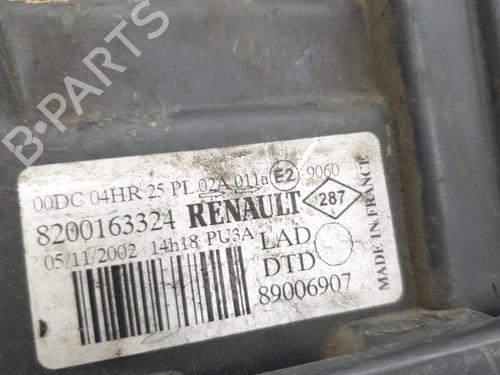 B-PARTS
00DC 04HR 25 PL 02A 011a E2 9060
8200163324 RENAULT 287
05/11/2002 14h18 PU3A LAD
DTD
89006907
MADE IN FRANCE